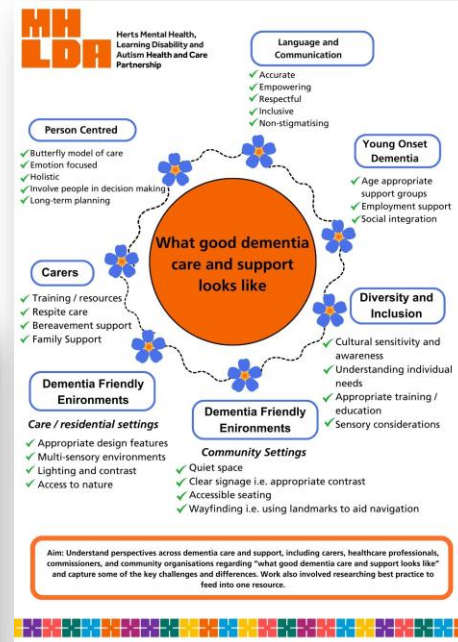 MH
LDA
Herts Mental Health,
Learning Disability and
Autism Health and Care
Partnership
Language and
Communication
Accurate
Empowering
Respectful
Inclusive
Non-stigmatising
Person Centred
Butterfly model of care
Emotion focused
Holistic
Involve people in decision making
Long-term planning
Young Onset
Dementia
Age appropriate
support groups
Employment support
Social integration
What good dementia
care and support
looks like
Carers
Training / resources
Respite care
Bereavement support
Family Support
Diversity and
Inclusion
Cultural sensitivity and
awareness
Understanding individual
needs
Appropriate training /
education
Sensory considerations
Dementia Friendly
Enironments
Care / residential settings
Appropriate design features
Multi-sensory environments
Lighting and contrast
Access to nature
Dementia Friendly
Enironments
Community Settings
Quiet space
Clear signage i.e. appropriate contrast
Accessible seating
Wayfinding i.e. using landmarks to aid navigation
Aim: Understand perspectives across dementia care and support, including carers, healthcare professionals,
commissioners, and community organisations regarding "what good dementia care and support looks like"
and capture some of the key challenges and differences. Work also involved researching best practice to
feed into one resource.